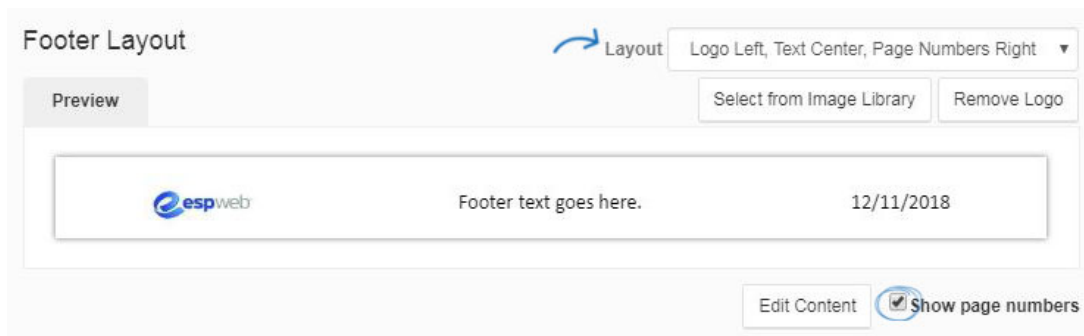 Footer Layout
Layout Logo Left, Text Center, Page Numbers Right
Preview Select from Image Library Remove Logo
espweb Footer text goes here. 12/11/2018
Edit Content Show page numbers